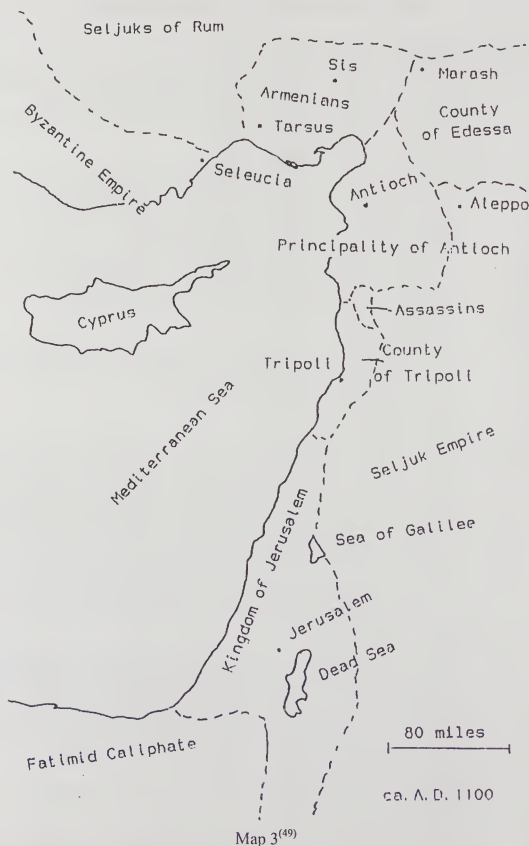 Seljuks of Rum
Sis
Marash
Armenians
County
of Edessa
Tarsus
Byzantine Empire
Seleucia
Antioch
Aleppo
Principality of Antioch
Cyprus
Assassins
County
of Tripoli
Tripoli
Mediterranean Sea
Seljuk Empire
Sea of Galilee
Kingdom of Jerusalem
Jerusalem
Dead Sea
80 miles
Fatimid Caliphate
ca. A.D. 1100
Map 3(49)